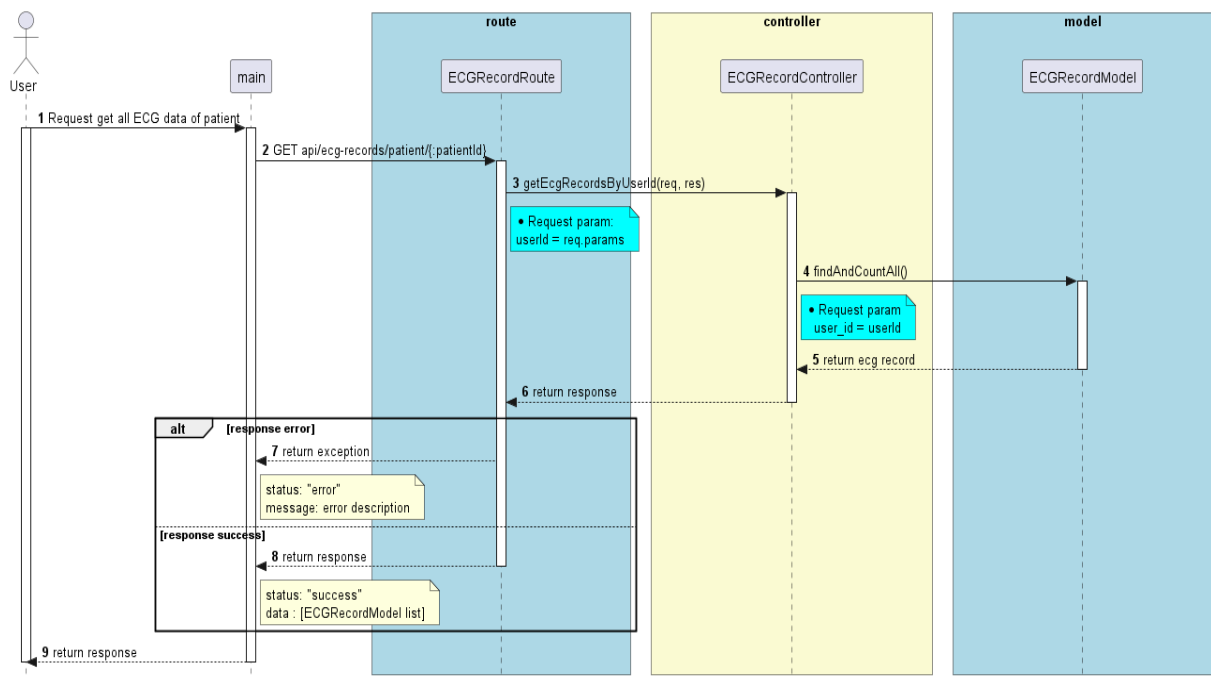 route
controller
model
User
main
ECGRecordRoute
ECGRecordController
ECGRecordModel
1 Request get all ECG data of patient
2 GET api/ecg-records/patient/{:patientId}
3 getEcgRecordsByUserId(req, res)
• Request param:
userId = req.params
4 findAndCountAll()
• Request param
user_id = userId
5 return ecg record
6 return response
alt [response error]
7 return exception
status: "error"
message: error description
[response success]
8 return response
status: "success"
data : [ECGRecordModel list]
9 return response